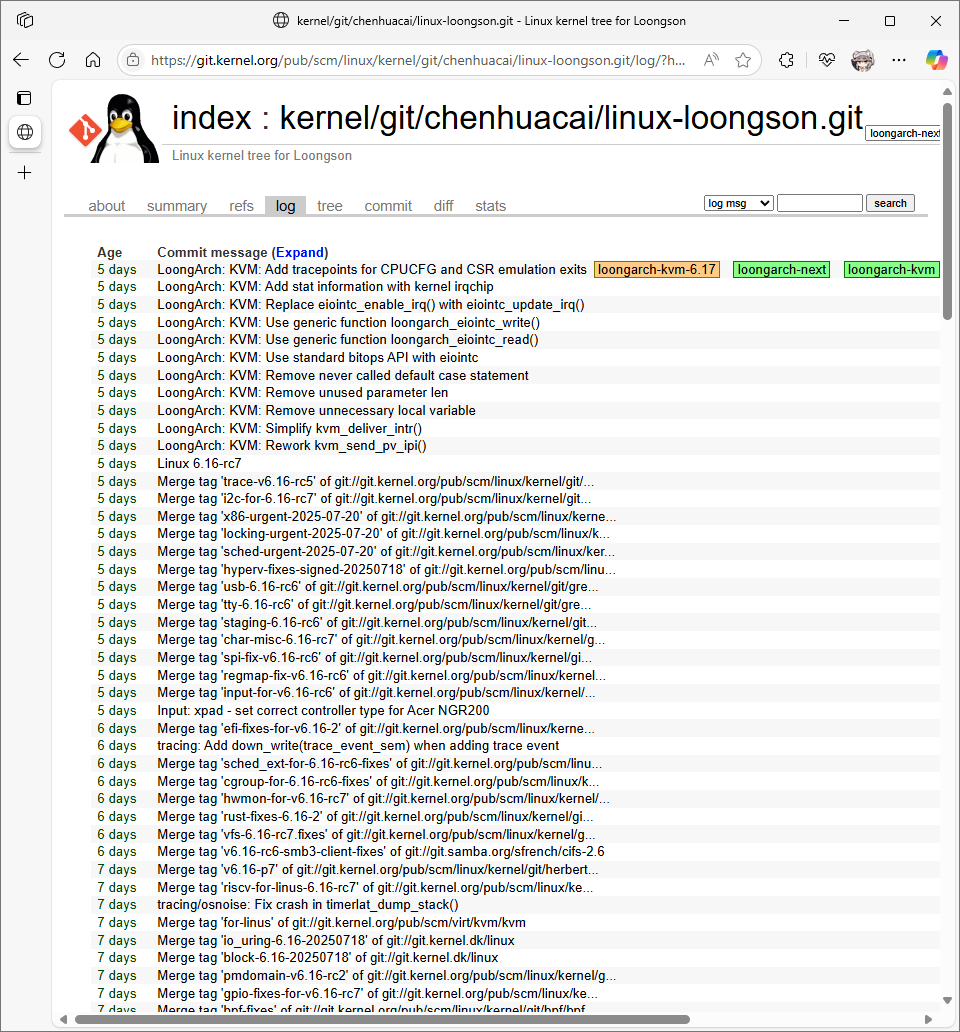 kernel/git/chenhuacai/linux-loongson.git - Linux kernel tree for Loongson
https://git.kernel.org/pub/scm/linux/kernel/git/chenhuacai/linux-loongson.git/log/?h...
index : kernel/git/chenhuacai/linux-loongson.git
loongarch-next
Linux kernel tree for Loongson
about summary refs log tree commit diff stats log msg search
Age Commit message (Expand)
5 days LoongArch: KVM: Add tracepoints for CPUCFG and CSR emulation exits loongarch-kvm-6.17 loongarch-next loongarch-kvm
5 days LoongArch: KVM: Add stat information with kernel irqchip
5 days LoongArch: KVM: Replace eiointc_enable_irq() with eiointc_update_irq()
5 days LoongArch: KVM: Use generic function loongarch_eiointc_write()
5 days LoongArch: KVM: Use generic function loongarch_eiointc_read()
5 days LoongArch: KVM: Use standard bitops API with eiointc
5 days LoongArch: KVM: Remove never called default case statement
5 days LoongArch: KVM: Remove unused parameter len
5 days LoongArch: KVM: Remove unnecessary local variable
5 days LoongArch: KVM: Simplify kvm_deliver_intr()
5 days LoongArch: KVM: Rework kvm_send_pv_ipi()
5 days Linux 6.16-rc7
5 days Merge tag 'trace-v6.16-rc5' of git://git.kernel.org/pub/scm/linux/kernel/git/...
5 days Merge tag 'i2c-for-6.16-rc7' of git://git.kernel.org/pub/scm/linux/kernel/git...
5 days Merge tag 'x86-urgent-2025-07-20' of git://git.kernel.org/pub/scm/linux/kerne...
5 days Merge tag 'locking-urgent-2025-07-20' of git://git.kernel.org/pub/scm/linux/k...
5 days Merge tag 'sched-urgent-2025-07-20' of git://git.kernel.org/pub/scm/linux/ker...
5 days Merge tag 'hyperv-fixes-signed-20250718' of git://git.kernel.org/pub/scm/linu...
5 days Merge tag 'usb-6.16-rc6' of git://git.kernel.org/pub/scm/linux/kernel/git/gre...
5 days Merge tag 'tty-6.16-rc6' of git://git.kernel.org/pub/scm/linux/kernel/git/gre...
5 days Merge tag 'staging-6.16-rc6' of git://git.kernel.org/pub/scm/linux/kernel/git...
5 days Merge tag 'char-misc-6.16-rc7' of git://git.kernel.org/pub/scm/linux/kernel/g...
5 days Merge tag 'spi-fix-v6.16-rc6' of git://git.kernel.org/pub/scm/linux/kernel/gi...
5 days Merge tag 'regmap-fix-v6.16-rc6' of git://git.kernel.org/pub/scm/linux/kernel...
5 days Merge tag 'input-for-v6.16-rc6' of git://git.kernel.org/pub/scm/linux/kernel/...
5 days Input: xpad - set correct controller type for Acer NGR200
6 days Merge tag 'efi-fixes-for-v6.16-2' of git://git.kernel.org/pub/scm/linux/kerne...
6 days tracing: Add down_write(trace_event_sem) when adding trace event
6 days Merge tag 'sched_ext-for-6.16-rc6-fixes' of git://git.kernel.org/pub/scm/linu...
6 days Merge tag 'cgroup-for-6.16-rc6-fixes' of git://git.kernel.org/pub/scm/linux/k...
6 days Merge tag 'hwmon-for-v6.16-rc7' of git://git.kernel.org/pub/scm/linux/kernel/...
6 days Merge tag 'rust-fixes-6.16-2' of git://git.kernel.org/pub/scm/linux/kernel/gi...
6 days Merge tag 'vfs-6.16-rc7.fixes' of git://git.kernel.org/pub/scm/linux/kernel/g...
6 days Merge tag 'v6.16-rc6-smb3-client-fixes' of git://git.samba.org/sfrench/cifs-2.6
7 days Merge tag 'v6.16-p7' of git://git.kernel.org/pub/scm/linux/kernel/git/herbert...
7 days Merge tag 'riscv-for-linus-6.16-rc7' of git://git.kernel.org/pub/scm/linux/ke...
7 days tracing/osnoise: Fix crash in timerlat_dump_stack()
7 days Merge tag 'for-linus' of git://git.kernel.org/pub/scm/virt/kvm/kvm
7 days Merge tag 'io_uring-6.16-20250718' of git://git.kernel.dk/linux
7 days Merge tag 'block-6.16-20250718' of git://git.kernel.dk/linux
7 days Merge tag 'pmdomain-v6.16-rc2' of git://git.kernel.org/pub/scm/linux/kernel/g...
7 days Merge tag 'gpio-fixes-for-v6.16-rc7' of git://git.kernel.org/pub/scm/linux/ke...
7 days Merge tag 'bpf-fixes' of git://git.kernel.org/pub/scm/linux/kernel/git/bpf/bpf